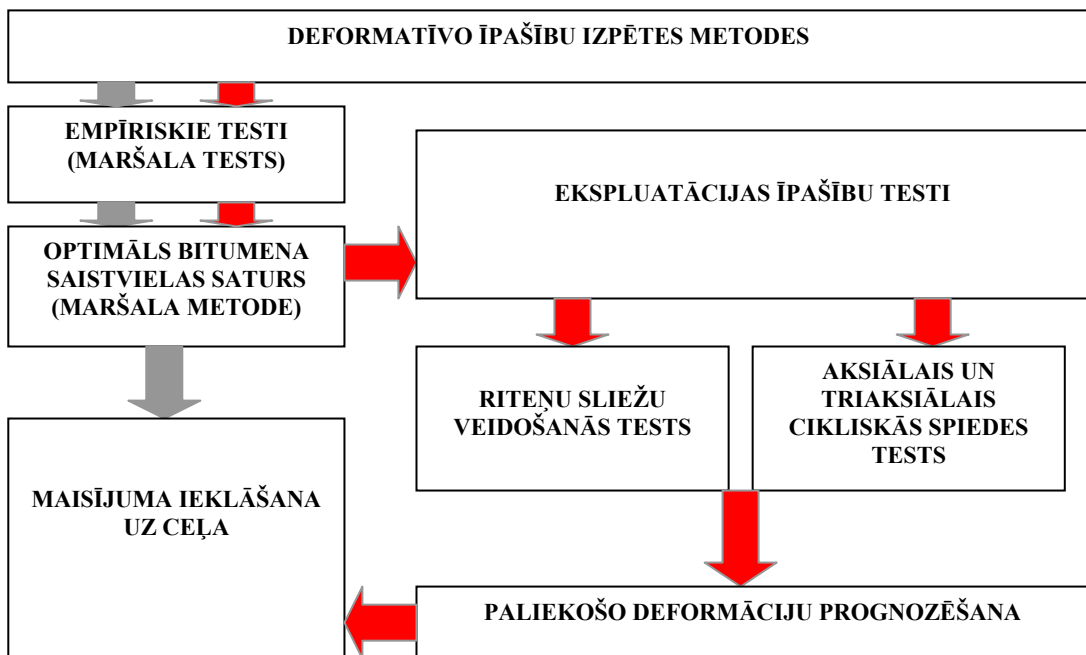 DEFORMATĪVO ĪPAŠĪBU IZPĒTES METODES
EMPĪRISKIE TESTI
(MARŠALA TESTS)
EKSPLUATĀCIJAS ĪPAŠĪBU TESTI
OPTIMĀLS BITUMENA
SAISTVIELAS SATURS
(MARŠALA METODE)
RITEŅU SLIEŽU
VEIDOŠANĀS TESTS
AKSIĀLAIS UN
TRIAKSIĀLAIS
CIKLISKĀS SPIEDES
TESTS
MAISĪJUMA IEKLĀŠANA
UZ CEĻA
PALIEKOŠO DEFORMĀCIJU PROGNOZĒŠANA